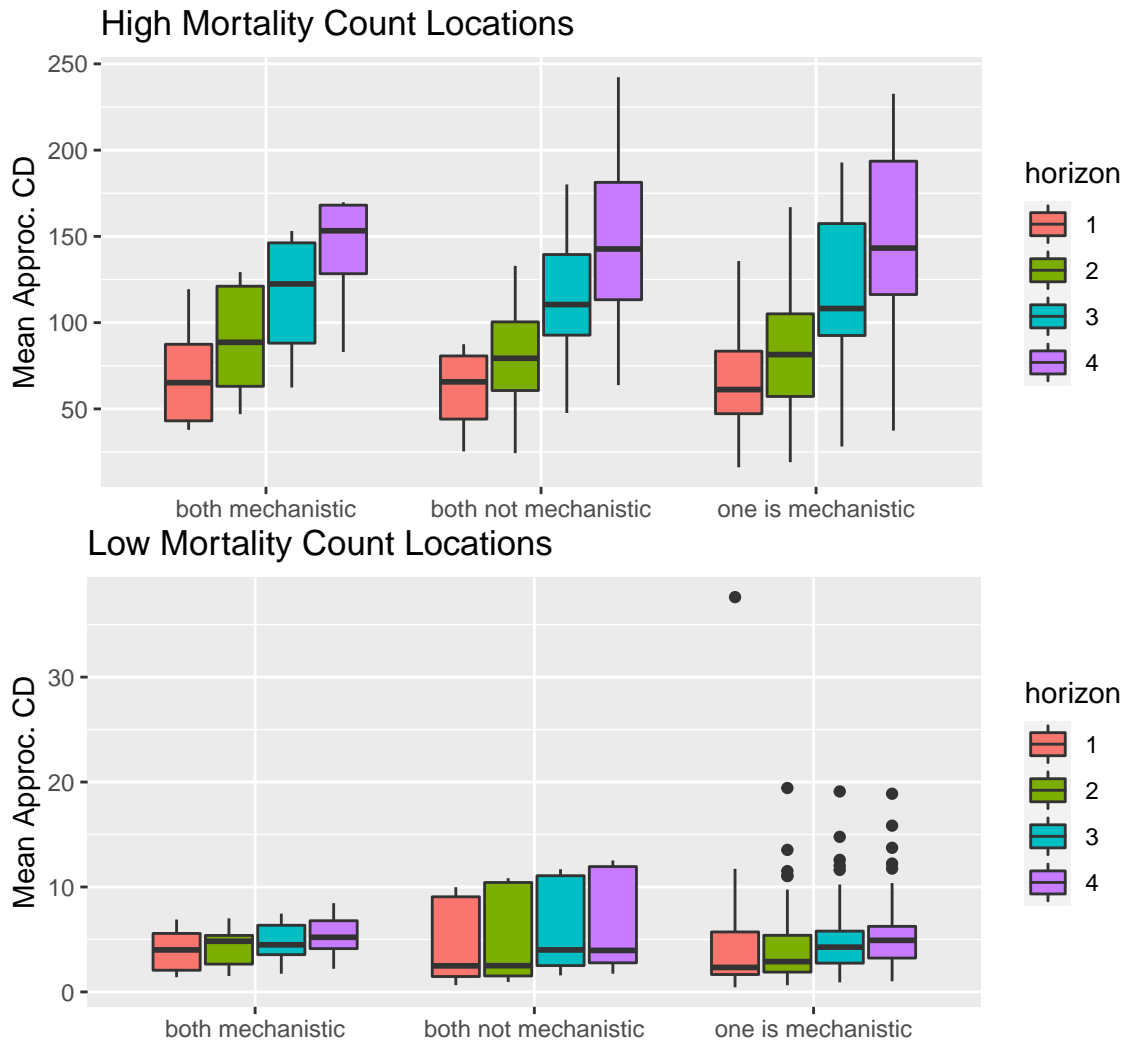 High Mortality Count Locations
Mean Approc. CD
250
200
150
100
50
both mechanistic
both not mechanistic
one is mechanistic
horizon
1
2
3
4
Low Mortality Count Locations
Mean Approc. CD
30
20
10
0
both mechanistic
both not mechanistic
one is mechanistic
horizon
1
2
3
4